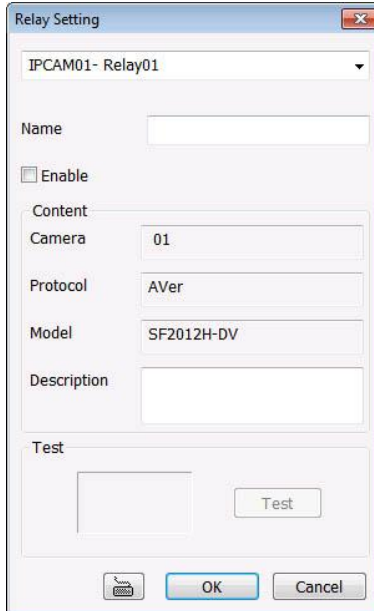 Relay Setting
IPCAM01- Relay01
Name
Enable
Content
Camera 01
Protocol AVer
Model SF2012H-DV
Description
Test
Test
OK Cancel